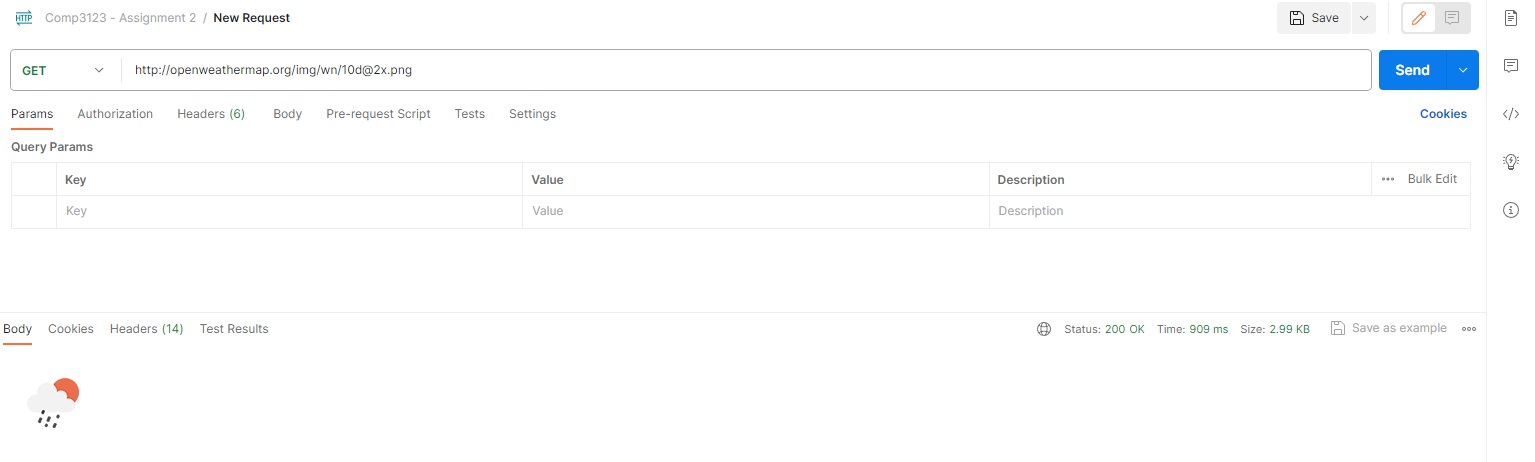 HTTP Comp3123 - Assignment 2 / New Request Save
GET http://openweathermap.org/img/wn/10d@2x.png Send
Params Authorization Headers (6) Body Pre-request Script Tests Settings Cookies
Query Params
Key Value Description ••• Bulk Edit
Key Value Description
Body Cookies Headers (14) Test Results Status: 200 OK Time: 909 ms Size: 2.99 KB Save as example